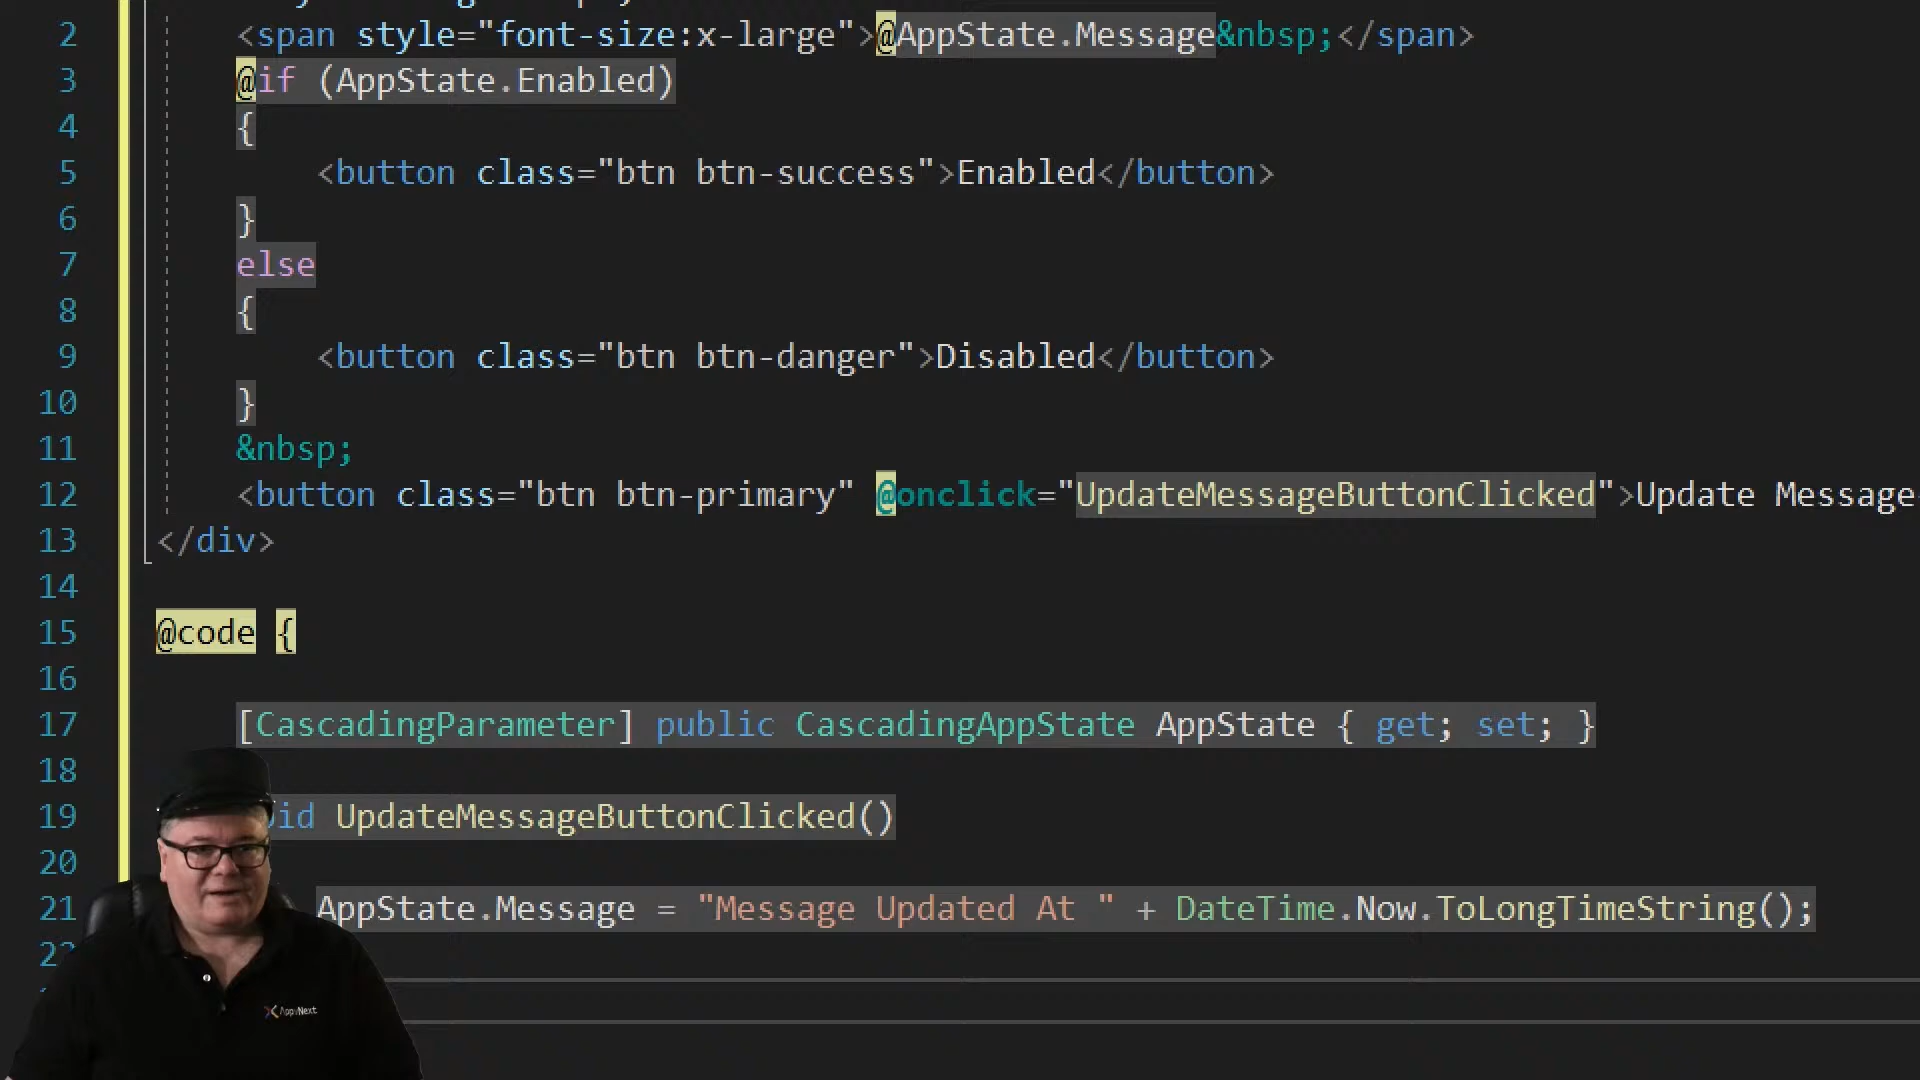 2 <span style="font-size:x-large">@AppState.Message&nbsp;</span>
3 @if (AppState.Enabled)
4 {
5 <button class="btn btn-success">Enabled</button>
6 }
7 else
8 {
9 <button class="btn btn-danger">Disabled</button>
10 }
11 &nbsp;
12 <button class="btn btn-primary" @onclick="UpdateMessageButtonClicked">Update Message
13 </div>
14
15 @code {
16
17 [CascadingParameter] public CascadingAppState AppState { get; set; }
18
19 id UpdateMessageButtonClicked()
20
21 AppState.Message = "Message Updated At " + DateTime.Now.ToLongTimeString();
AppvNext